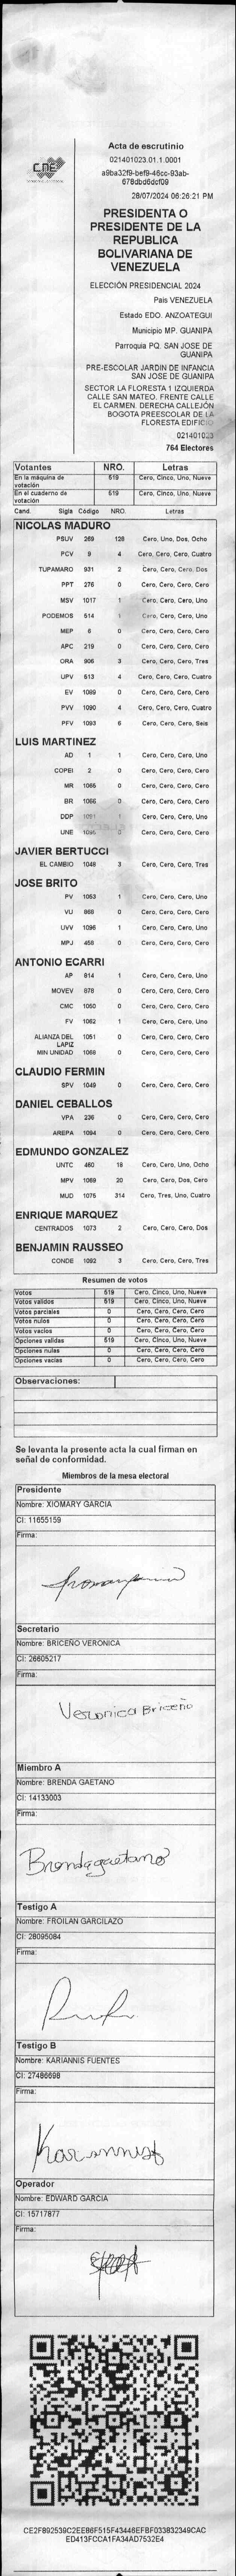 CNE
Acta de escrutinio
021401023.01.1.0001
a9ba32f9-bef9-46cc-93ab-
678dbd6dcf09
28/07/2024 06:26:21 PM
PRESIDENTA O
PRESIDENTE DE LA
REPUBLICA
BOLIVARIANA DE
VENEZUELA
ELECCIÓN PRESIDENCIAL 2024
Pais VENEZUELA
Estado EDO. ANZOATEGUI
Municipio MP. GUANIPA
Parroquia PQ. SAN JOSE DE
GUANIPA
PRE-ESCOLAR JARDIN DE INFANCIA
SAN JOSE DE GUANIPA
SECTOR LA FLORESTA 1 IZQUIERDA
CALLE SAN MATEO. FRENTE CALLE
EL CARMEN. DERECHA CALLEJÓN
BOGOTA PREESCOLAR DE LA
FLORESTA EDIFICIO
021401023
764 Electores
Votantes NRO. Letras
En la máquina de votación 519 Cero, Cinco, Uno, Nueve
En el cuaderno de votación 519 Cero, Cinco, Uno, Nueve
Cand. Sigla Código NRO. Letras
NICOLAS MADURO
PSUV 269 128 Cero, Uno, Dos, Ocho
PCV 9 4 Cero, Cero, Cero, Cuatro
TUPAMARO 931 2 Cero, Cero, Cero, Dos
PPT 276 0 Cero, Cero, Cero, Cero
MSV 1017 1 Cero, Cero, Cero, Uno
PODEMOS 514 1 Cero, Cero, Cero, Uno
MEP 6 0 Cero, Cero, Cero, Cero
APC 219 0 Cero, Cero, Cero, Cero
ORA 906 3 Cero, Cero, Cero, Tres
UPV 513 4 Cero, Cero, Cero, Cuatro
EV 1089 0 Cero, Cero, Cero, Cero
PVV 1090 4 Cero, Cero, Cero, Cuatro
PFV 1093 6 Cero, Cero, Cero, Seis
LUIS MARTINEZ
AD 1 1 Cero, Cero, Cero, Uno
COPEI 2 0 Cero, Cero, Cero, Cero
MR 1065 0 Cero, Cero, Cero, Cero
BR 1066 0 Cero, Cero, Cero, Cero
DDP 1091 1 Cero, Cero, Cero, Uno
UNE 1095 0 Cero, Cero, Cero, Cero
JAVIER BERTUCCI
EL CAMBIO 1048 3 Cero, Cero, Cero, Tres
JOSE BRITO
PV 1053 1 Cero, Cero, Cero, Uno
VU 868 0 Cero, Cero, Cero, Cero
UVV 1096 1 Cero, Cero, Cero, Uno
MPJ 458 0 Cero, Cero, Cero, Cero
ANTONIO ECARRI
AP 814 1 Cero, Cero, Cero, Uno
MOVEV 878 0 Cero, Cero, Cero, Cero
CMC 1050 0 Cero, Cero, Cero, Cero
FV 1062 1 Cero, Cero, Cero, Uno
ALIANZA DEL LAPIZ 1051 0 Cero, Cero, Cero, Cero
MIN UNIDAD 1068 0 Cero, Cero, Cero, Cero
CLAUDIO FERMIN
SPV 1049 0 Cero, Cero, Cero, Cero
DANIEL CEBALLOS
VPA 236 0 Cero, Cero, Cero, Cero
AREPA 1094 0 Cero, Cero, Cero, Cero
EDMUNDO GONZALEZ
UNTC 460 18 Cero, Cero, Uno, Ocho
MPV 1069 20 Cero, Cero, Dos, Cero
MUD 1075 314 Cero, Tres, Uno, Cuatro
ENRIQUE MARQUEZ
CENTRADOS 1073 2 Cero, Cero, Cero, Dos
BENJAMIN RAUSSEO
CONDE 1092 3 Cero, Cero, Cero, Tres
Resumen de votos
Votos 519 Cero, Cinco, Uno, Nueve
Votos validos 519 Cero, Cinco, Uno, Nueve
Votos parciales 0 Cero, Cero, Cero, Cero
Votos nulos 0 Cero, Cero, Cero, Cero
Votos vacios 0 Cero, Cero, Cero, Cero
Opciones validas 519 Cero, Cinco, Uno, Nueve
Opciones nulas 0 Cero, Cero, Cero, Cero
Opciones vacias 0 Cero, Cero, Cero, Cero
Observaciones:
Se levanta la presente acta la cual firman en
señal de conformidad.
Miembros de la mesa electoral
Presidente
Nombre: XIOMARY GARCIA
CI: 11655159
Firma:
Secretario
Nombre: BRICEÑO VERONICA
CI: 26605217
Firma:
Veronica Briceño
Miembro A
Nombre: BRENDA GAETANO
CI: 14133003
Firma:
Brendagaetano
Testigo A
Nombre: FROILAN GARCILAZO
CI: 28095084
Firma:
Testigo B
Nombre: KARIANNIS FUENTES
CI: 27486698
Firma:
Operador
Nombre: EDWARD GARCIA
CI: 15717877
Firma:
CE2F892539C2EE86F515F43446EFBF033832349CAC
ED413FCCA1FA34AD7532E4